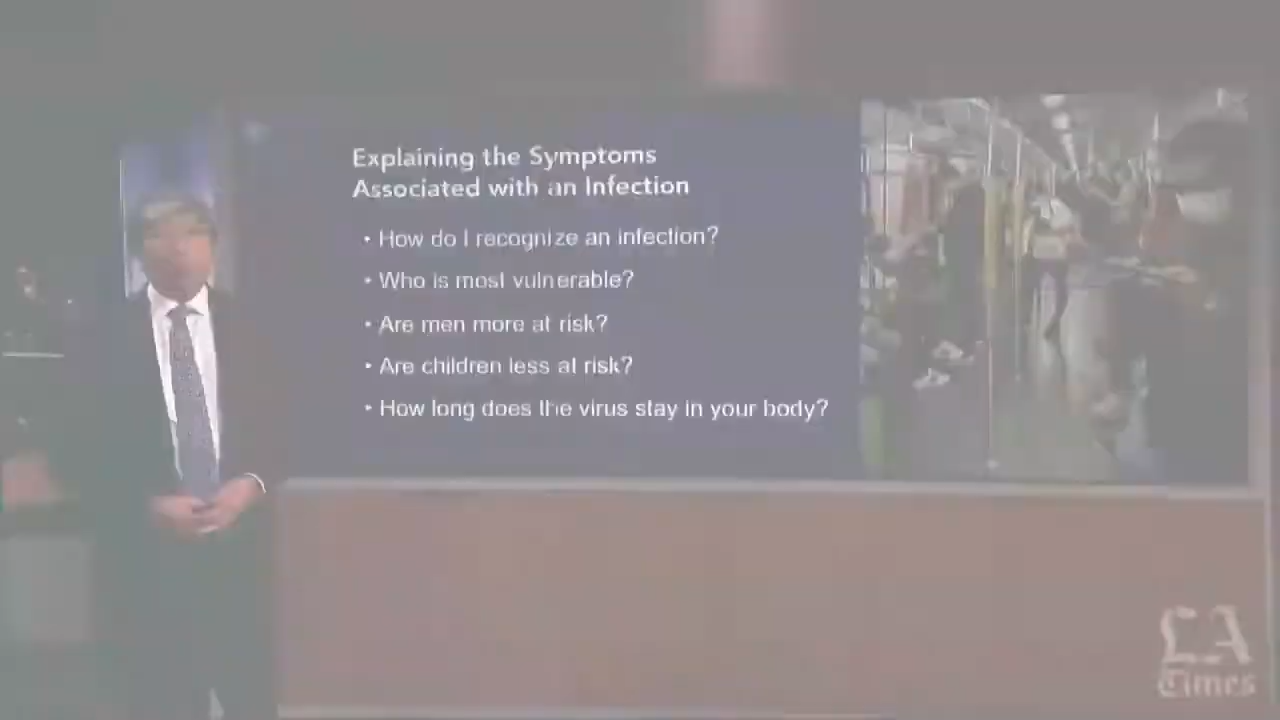 Explaining the Symptoms
Associated with an Infection
• How do I recognize an infection?
• Who is most vulnerable?
• Are men more at risk?
• Are children less at risk?
• How long does the virus stay in your body?
LA
Times